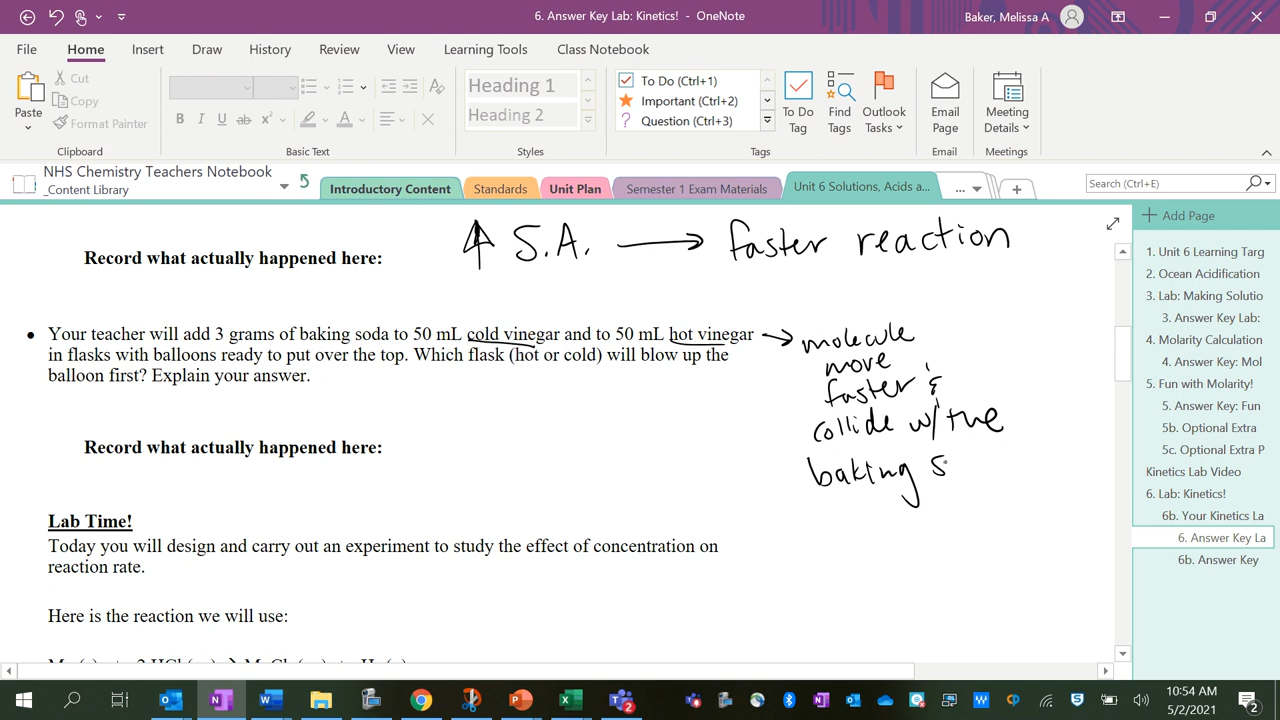 6. Answer Key Lab: Kinetics! - OneNote
Baker, Melissa A
File Home Insert Draw History Review View Learning Tools Class Notebook
Paste
Cut
Copy
Format Painter
Clipboard
B I U ab x²
A
Basic Text
Heading 1
Heading 2
Styles
To Do (Ctrl+1)
Important (Ctrl+2)
? Question (Ctrl+3)
To Do Tag
Find Tags
Outlook Tasks
Tags
Email Page
Email
Meeting Details
Meetings
NHS Chemistry Teachers Notebook
_Content Library
Introductory Content
Standards
Unit Plan
Semester 1 Exam Materials
Unit 6 Solutions, Acids a...
...
+
Search (Ctrl+E)
↑ S.A. → faster reaction
Record what actually happened here:
• Your teacher will add 3 grams of baking soda to 50 mL cold vinegar and to 50 mL hot vinegar
in flasks with balloons ready to put over the top. Which flask (hot or cold) will blow up the
balloon first? Explain your answer.
→ molecule
move
faster &
collide w/ the
baking s
Record what actually happened here:
Lab Time!
Today you will design and carry out an experiment to study the effect of concentration on
reaction rate.
Here is the reaction we will use:
Add Page
1. Unit 6 Learning Targ
2. Ocean Acidification
3. Lab: Making Solutio
3. Answer Key Lab:
4. Molarity Calculation
4. Answer Key: Mol
5. Fun with Molarity!
5. Answer Key: Fun
5b. Optional Extra
5c. Optional Extra P
Kinetics Lab Video
6. Lab: Kinetics!
6b. Your Kinetics La
6. Answer Key La
6b. Answer Key
10:54 AM
5/2/2021
2